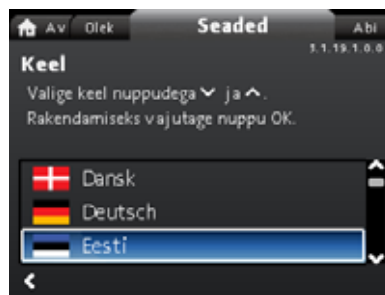 Av Olek Seaded Abi
3.1.19.1.0.0
Keel
Valige keel nuppudega ja .
Rakendamiseks vajutage nuppu OK.
Dansk
Deutsch
Eesti